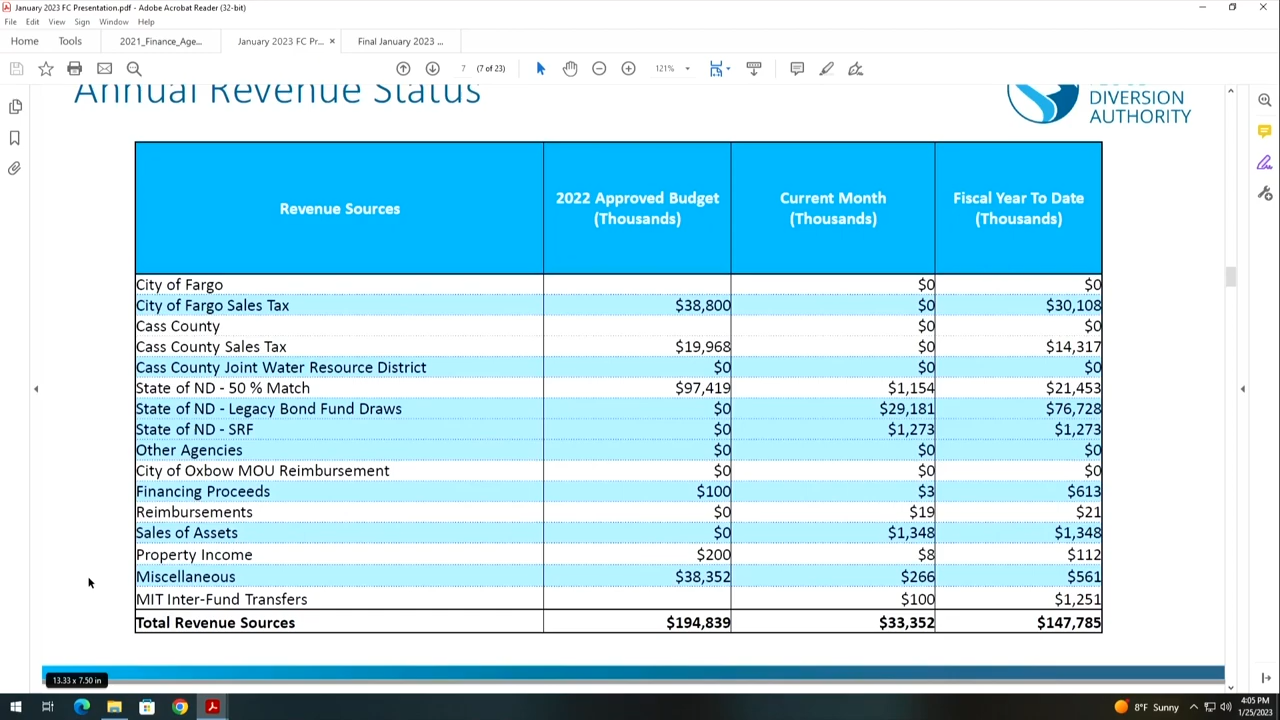 January 2023 FC Presentation.pdf - Adobe Acrobat Reader (32-bit)
File Edit View Sign Window Help
Home Tools 2021_Finance_Age... January 2023 FC Pr... × Final January 2023 ...
7 (7 of 23) 121%
Annual Revenue Status
DIVERSION
AUTHORITY
Revenue Sources 2022 Approved Budget (Thousands) Current Month (Thousands) Fiscal Year To Date (Thousands)
City of Fargo $0 $0
City of Fargo Sales Tax $38,800 $0 $30,108
Cass County $0 $0
Cass County Sales Tax $19,968 $0 $14,317
Cass County Joint Water Resource District $0 $0 $0
State of ND - 50 % Match $97,419 $1,154 $21,453
State of ND - Legacy Bond Fund Draws $0 $29,181 $76,728
State of ND - SRF $0 $1,273 $1,273
Other Agencies $0 $0 $0
City of Oxbow MOU Reimbursement $0 $0 $0
Financing Proceeds $100 $3 $613
Reimbursements $0 $19 $21
Sales of Assets $0 $1,348 $1,348
Property Income $200 $8 $112
Miscellaneous $38,352 $266 $561
MIT Inter-Fund Transfers $100 $1,251
Total Revenue Sources $194,839 $33,352 $147,785
13.33 x 7.50 in
8°F Sunny 4:05 PM
1/25/2023